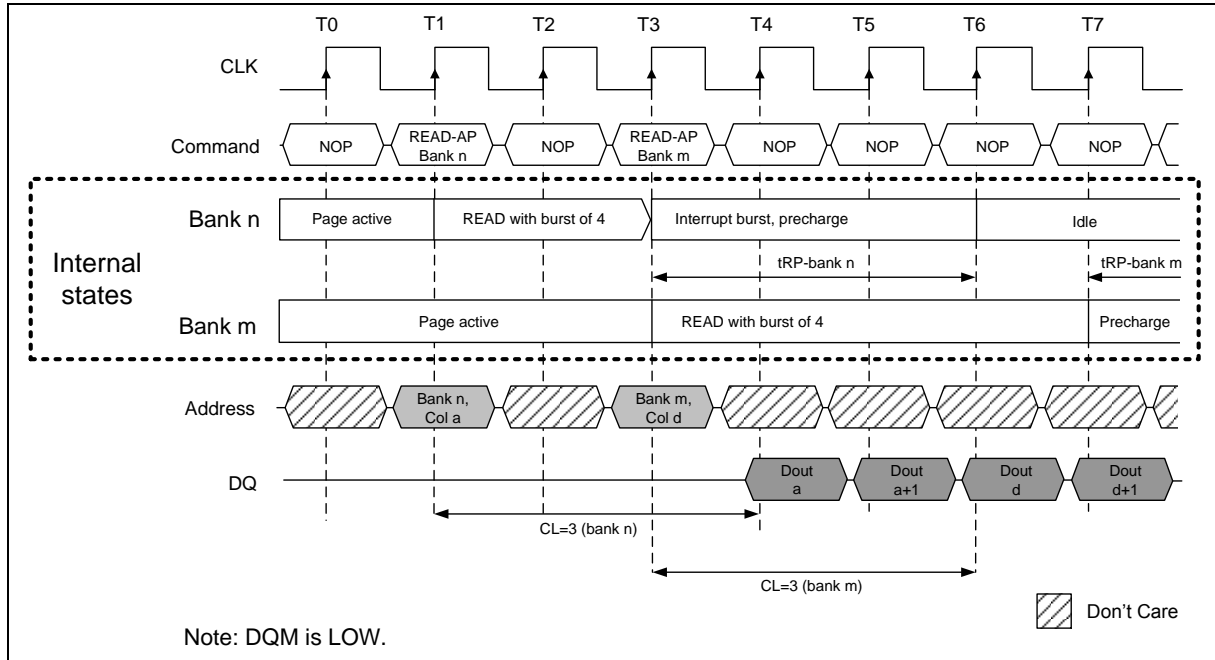 T0 T1 T2 T3 T4 T5 T6 T7
CLK
Command NOP READ-AP Bank n NOP READ-AP Bank m NOP NOP NOP NOP
Internal states
Bank n Page active READ with burst of 4 Interrupt burst, precharge Idle
tRP-bank n tRP-bank m
Bank m Page active READ with burst of 4 Precharge
Address Bank n, Col a Bank m, Col d
DQ Dout a Dout a+1 Dout d Dout d+1
CL=3 (bank n)
CL=3 (bank m)
Don't Care
Note: DQM is LOW.